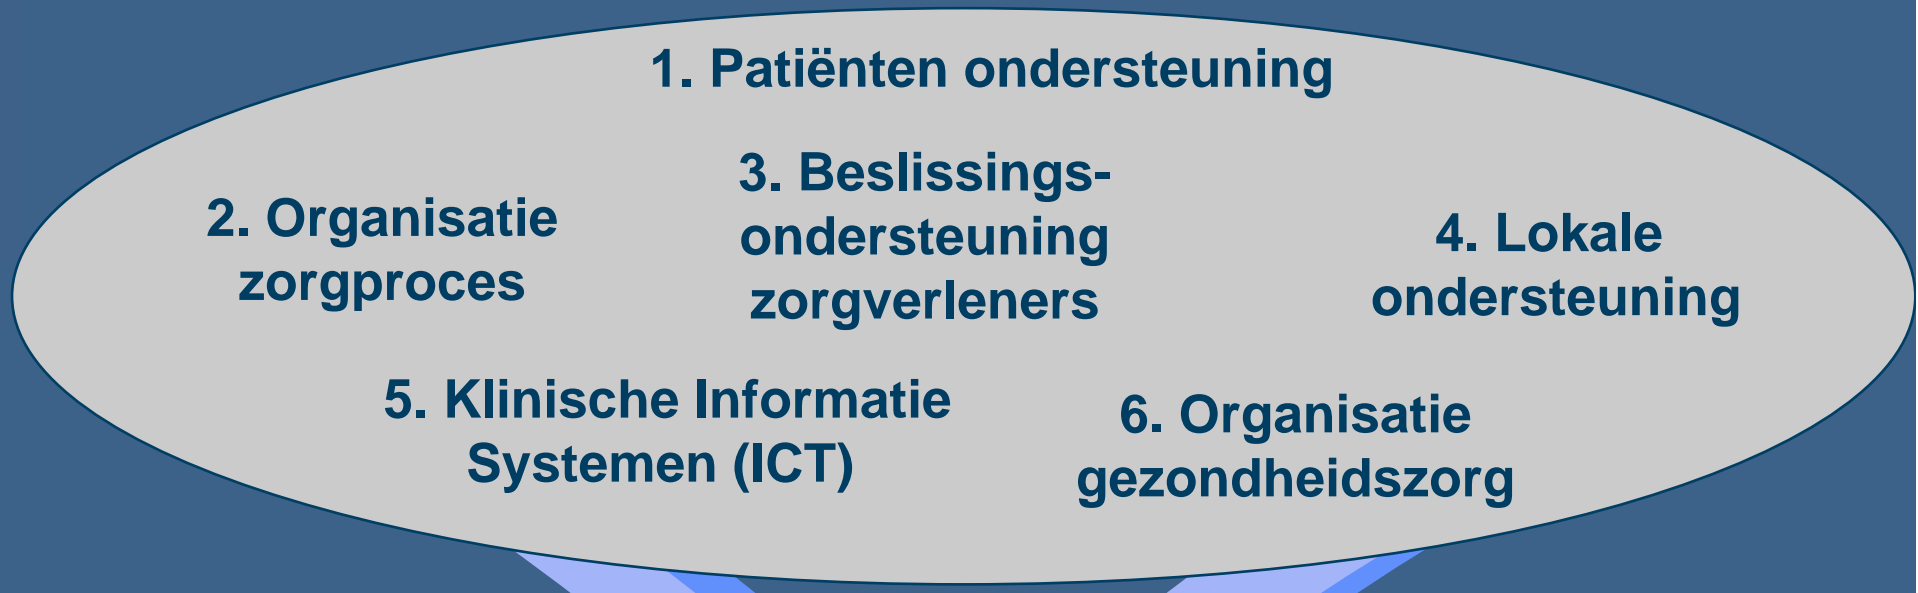 1. Patiënten ondersteuning
2. Organisatie
zorgproces
3. Beslissings-
ondersteuning
zorgverleners
4. Lokale
ondersteuning
5. Klinische Informatie
Systemen (ICT)
6. Organisatie
gezondheidszorg